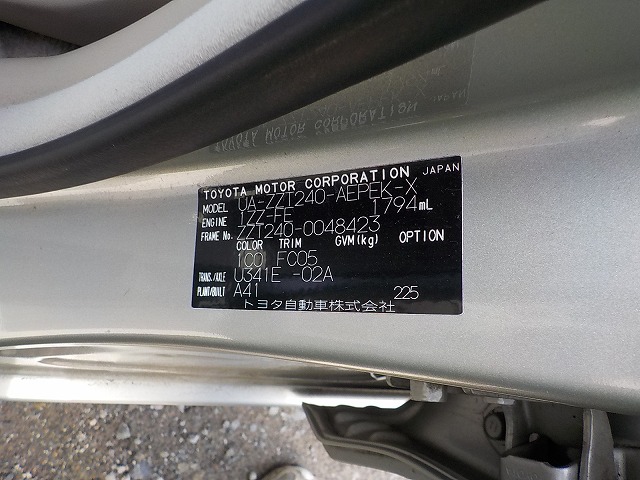 TOYOTA MOTOR CORPORATION JAPAN
MODEL UA-ZZT240-AEPEK-X
ENGINE 1ZZ-FE 1794mL
FRAME No. ZZT240-0048423
COLOR TRIM GVM(kg) OPTION
1C0 FC05
TRANS./AXLE U341E -02A
PLANT/BUILT A41 225
トヨタ自動車株式会社